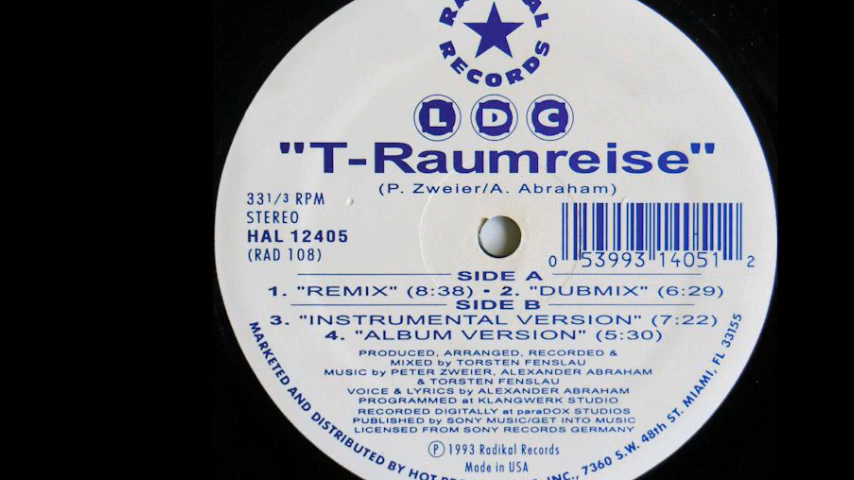 RECORDS
LDC
"T-Raumreise"
(P. Zweier/A. Abraham)
33 1/3 RPM
STEREO
HAL 12405
(RAD 108)
0 53993 14051 2
SIDE A
1. "REMIX" (8:38) • 2. "DUBMIX" (6:29)
SIDE B
3. "INSTRUMENTAL VERSION" (7:22)
4. "ALBUM VERSION" (5:30)
PRODUCED, ARRANGED, RECORDED &
MIXED by TORSTEN FENSLAU
MUSIC by PETER ZWEIER, ALEXANDER ABRAHAM
& TORSTEN FENSLAU
VOICE & LYRICS by ALEXANDER ABRAHAM
PROGRAMMED at KLANGWERK STUDIO
RECORDED DIGITALLY at paraDOX STUDIOS
PUBLISHED by SONY MUSIC/GET INTO MUSIC
LICENSED FROM SONY RECORDS GERMANY
Ⓟ 1993 Radikal Records
Made in USA
MARKETED AND DISTRIBUTED BY HOT INC., 7360 S.W. 48th ST. MIAMI, FL 33155